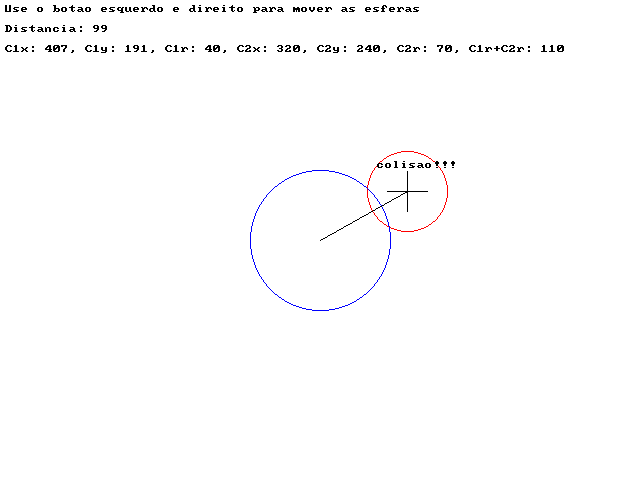 Use o botao esquerdo e direito para mover as esferas
Distancia: 99
C1x: 407, C1y: 191, C1r: 40, C2x: 320, C2y: 240, C2r: 70, C1r+C2r: 110
colisao!!!